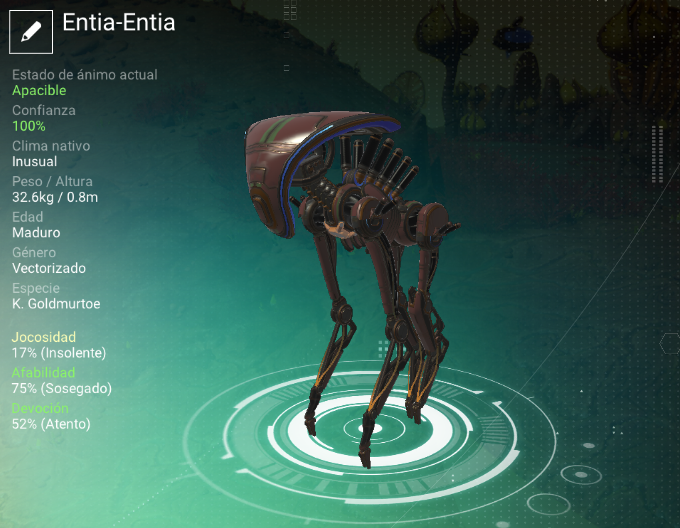 Entia-Entia
Estado de ánimo actual
Apacible
Confianza
100%
Clima nativo
Inusual
Peso / Altura
32.6kg / 0.8m
Edad
Maduro
Género
Vectorizado
Especie
K. Goldmurtoe
Jocosidad
17% (Insolente)
Afabilidad
75% (Sosegado)
Devoción
52% (Atento)